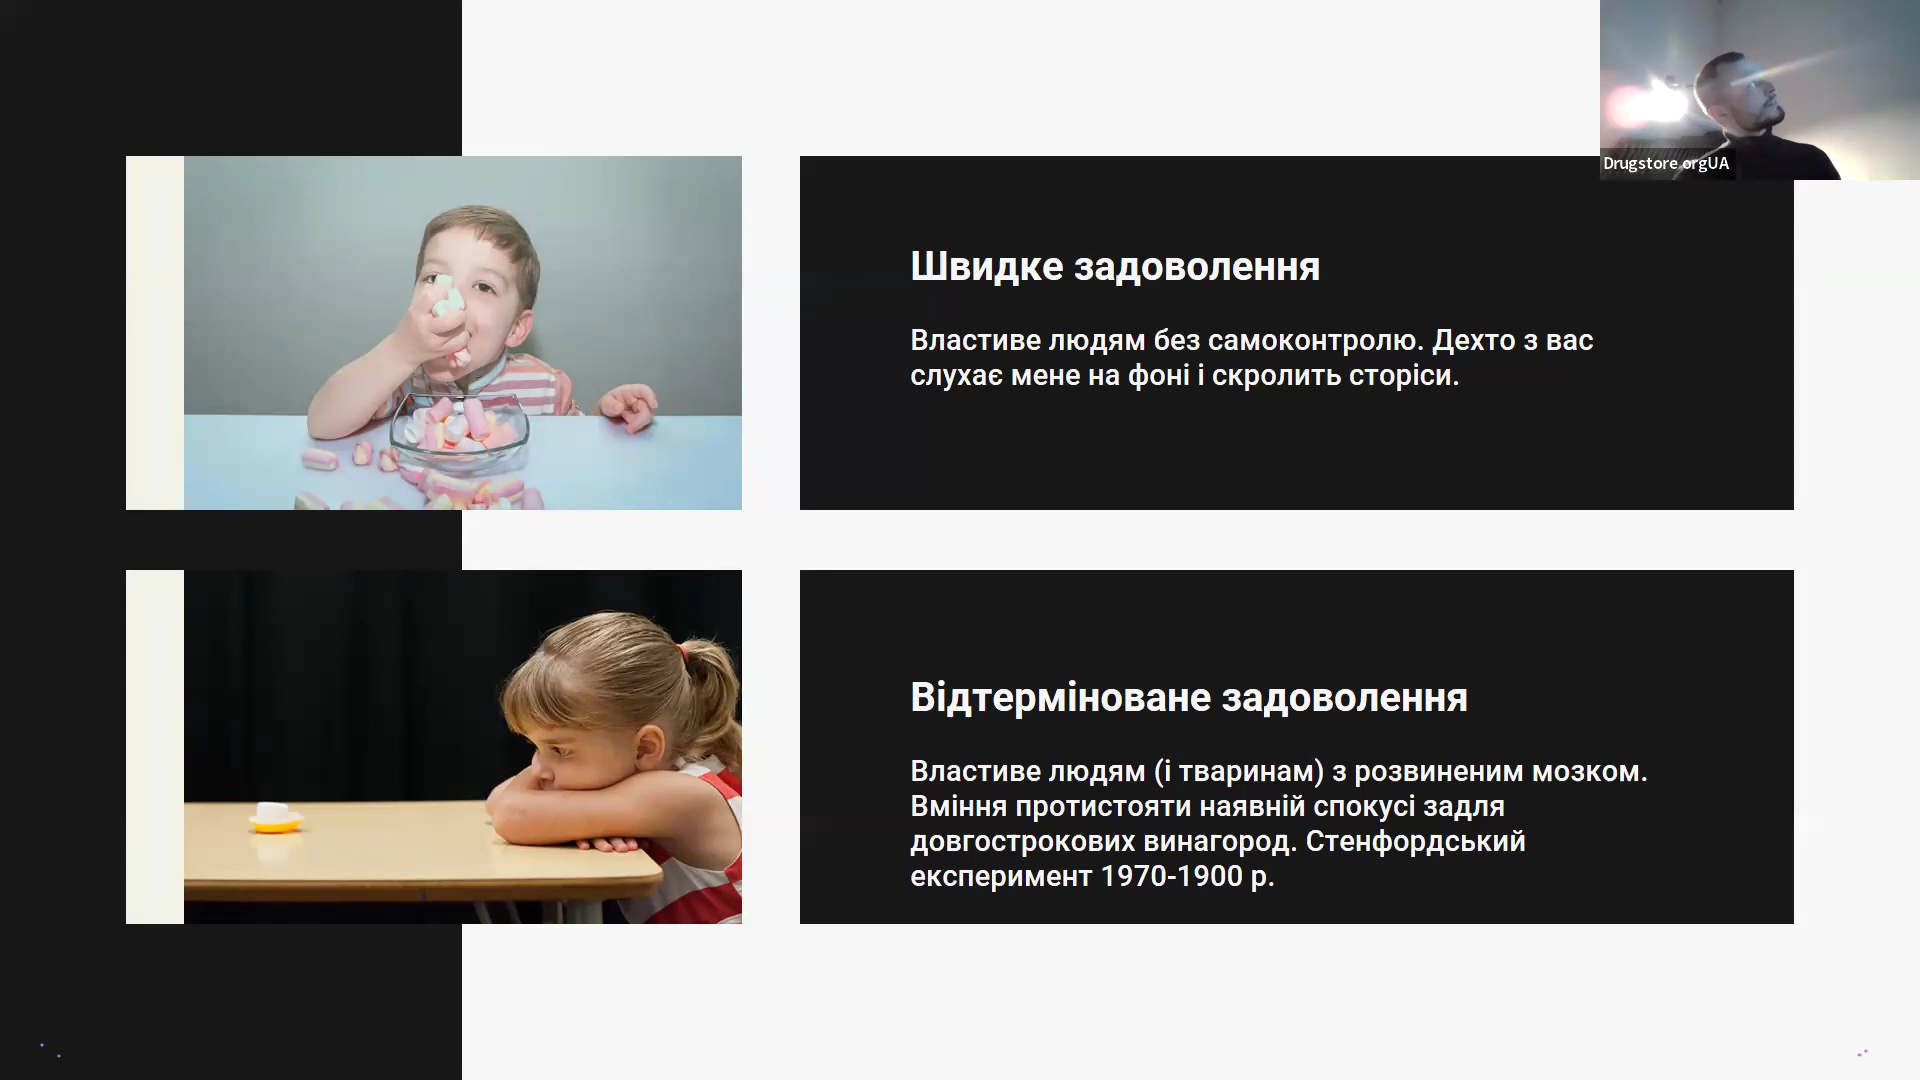 Drugstore orgUA
Швидке задоволення
Властиве людям без самоконтролю. Дехто з вас
слухає мене на фоні і скролить сторіси.
Відтерміноване задоволення
Властиве людям (і тваринам) з розвиненим мозком.
Вміння протистояти наявній спокусі задля
довгострокових винагород. Стенфордський
експеримент 1970-1900 р.